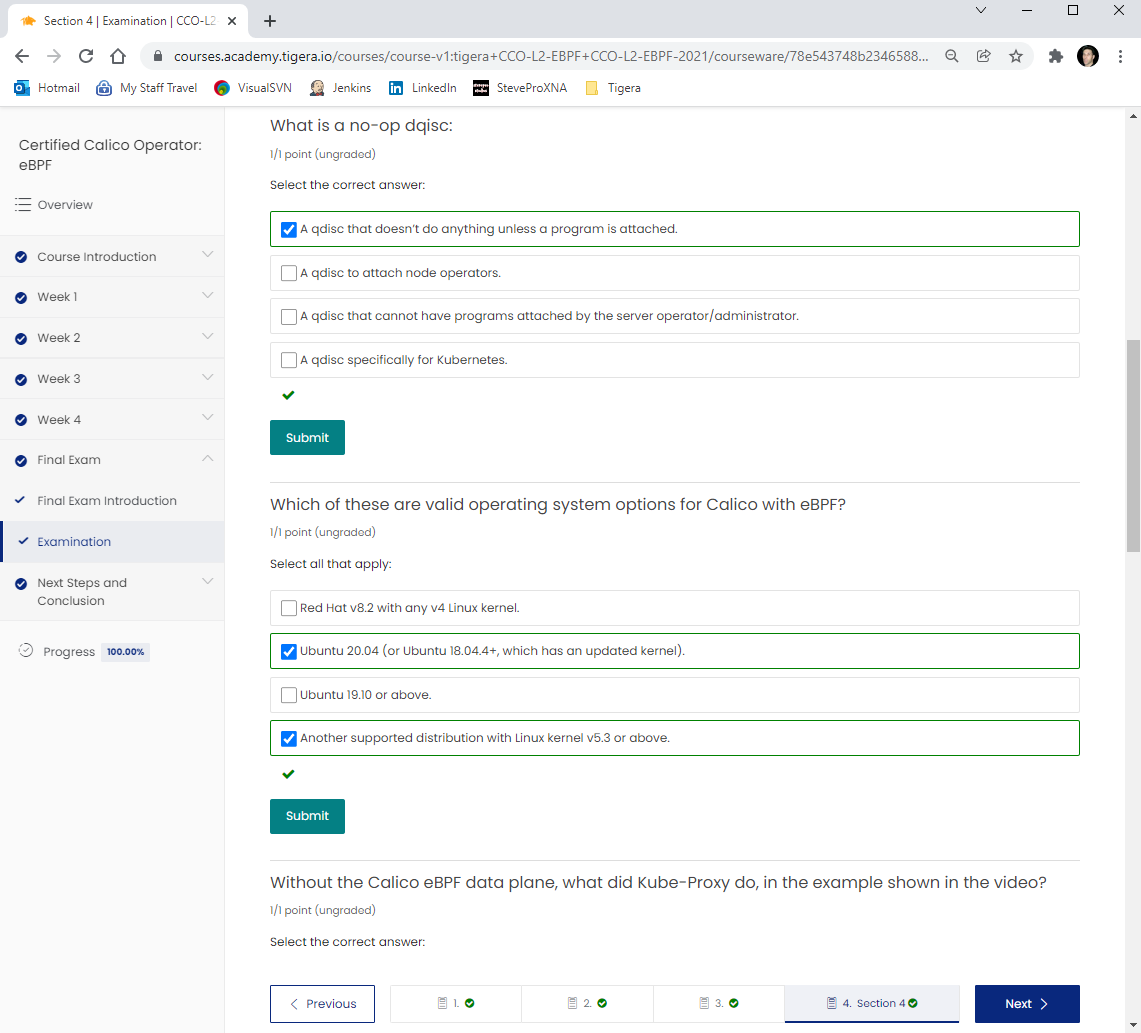 Section 4 | Examination | CCO-L2
courses.academy.tigera.io/courses/course-v1:tigera+CCO-L2-EBPF+CCO-L2-EBPF-2021/courseware/78e543748b2346588...
Hotmail My Staff Travel VisualSVN Jenkins LinkedIn SteveProXNA Tigera
Certified Calico Operator:
eBPF
Overview
Course Introduction
Week 1
Week 2
Week 3
Week 4
Final Exam
Final Exam Introduction
Examination
Next Steps and
Conclusion
Progress 100.00%
What is a no-op dqisc:
1/1 point (ungraded)
Select the correct answer:
A qdisc that doesn’t do anything unless a program is attached.
A qdisc to attach node operators.
A qdisc that cannot have programs attached by the server operator/administrator.
A qdisc specifically for Kubernetes.
Submit
Which of these are valid operating system options for Calico with eBPF?
1/1 point (ungraded)
Select all that apply:
Red Hat v8.2 with any v4 Linux kernel.
Ubuntu 20.04 (or Ubuntu 18.04.4+, which has an updated kernel).
Ubuntu 19.10 or above.
Another supported distribution with Linux kernel v5.3 or above.
Submit
Without the Calico eBPF data plane, what did Kube-Proxy do, in the example shown in the video?
1/1 point (ungraded)
Select the correct answer:
Previous 1. 2. 3. 4. Section 4 Next